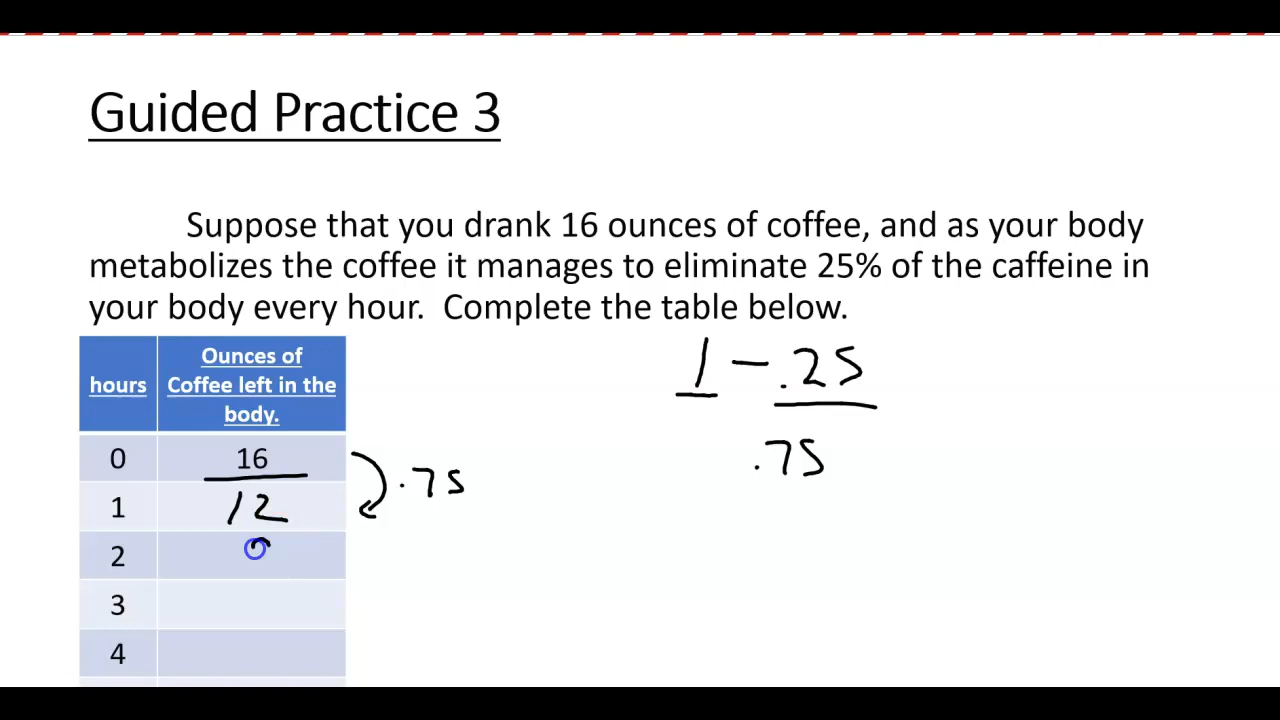 Guided Practice 3
Suppose that you drank 16 ounces of coffee, and as your body
metabolizes the coffee it manages to eliminate 25% of the caffeine in
your body every hour. Complete the table below.
hours
Ounces of
Coffee left in the
body.
0 16
1 12
2
3
4
.75
1 - .25
.75